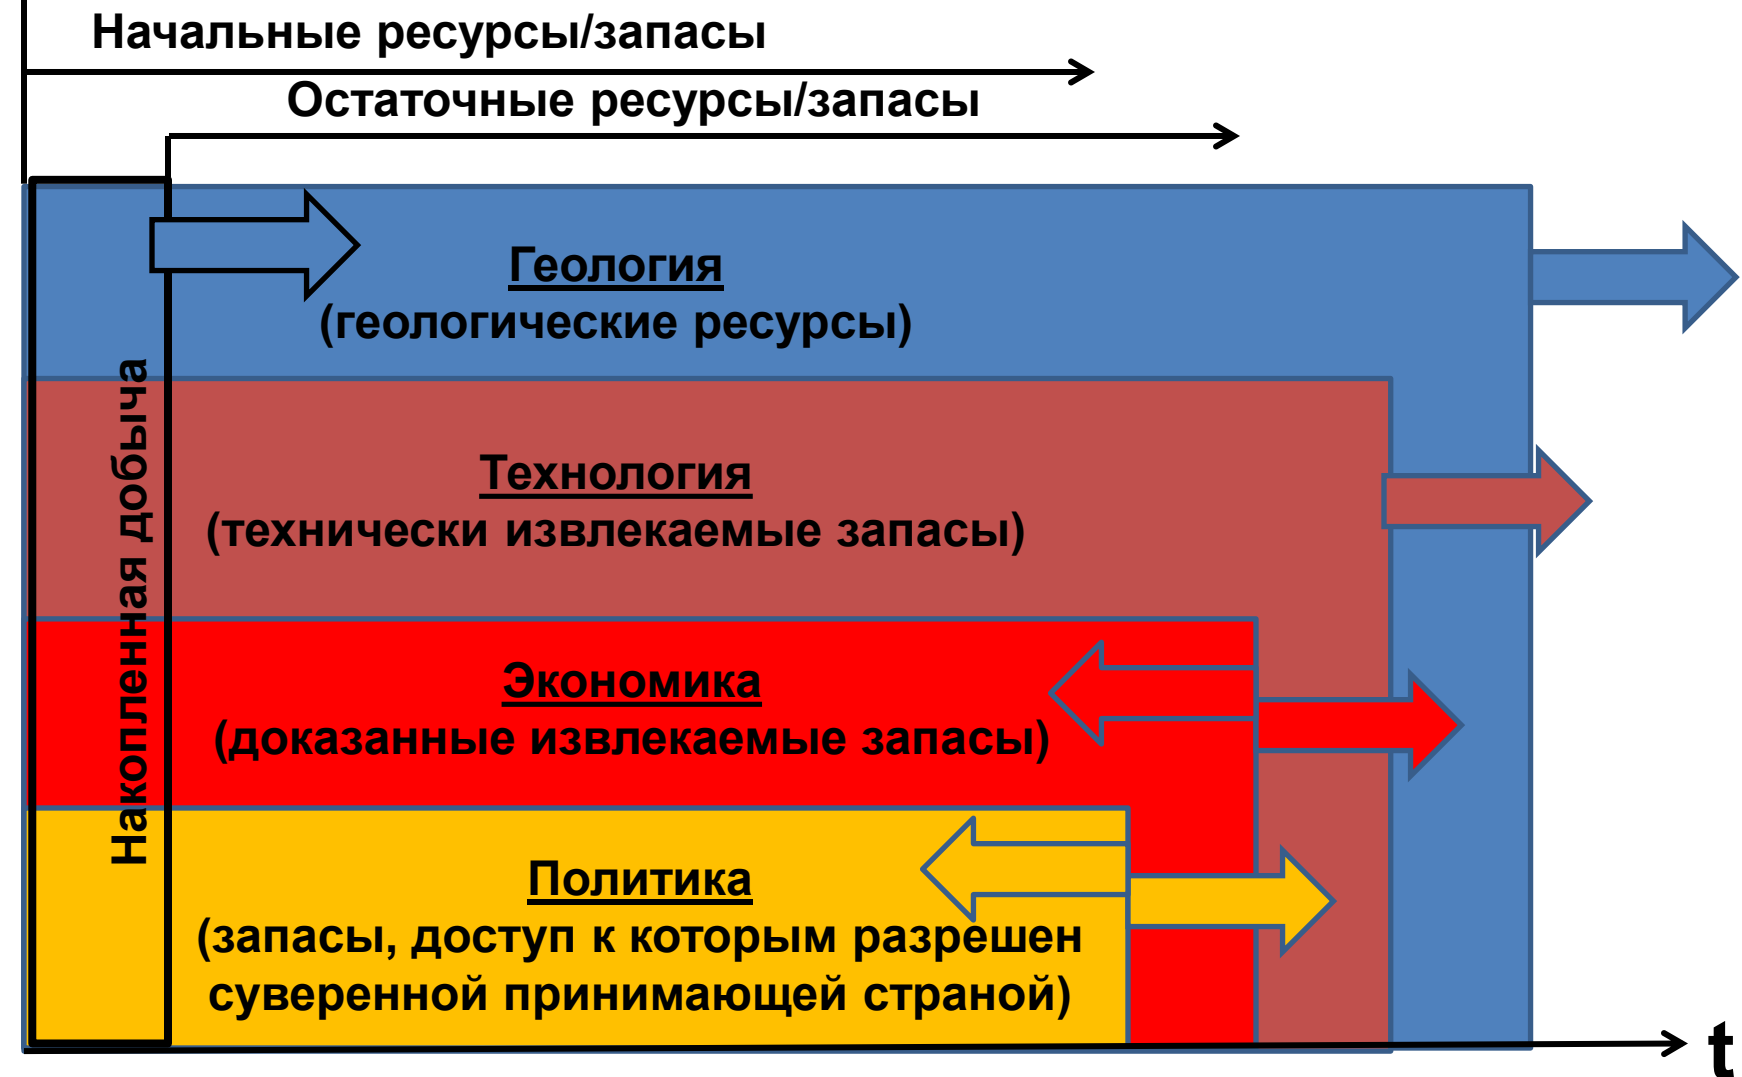 Начальные ресурсы/запасы
Остаточные ресурсы/запасы
Геология
(геологические ресурсы)
Накопленная добыча
Технология
(технически извлекаемые запасы)
Экономика
(доказанные извлекаемые запасы)
Политика
(запасы, доступ к которым разрешен
суверенной принимающей страной)
t